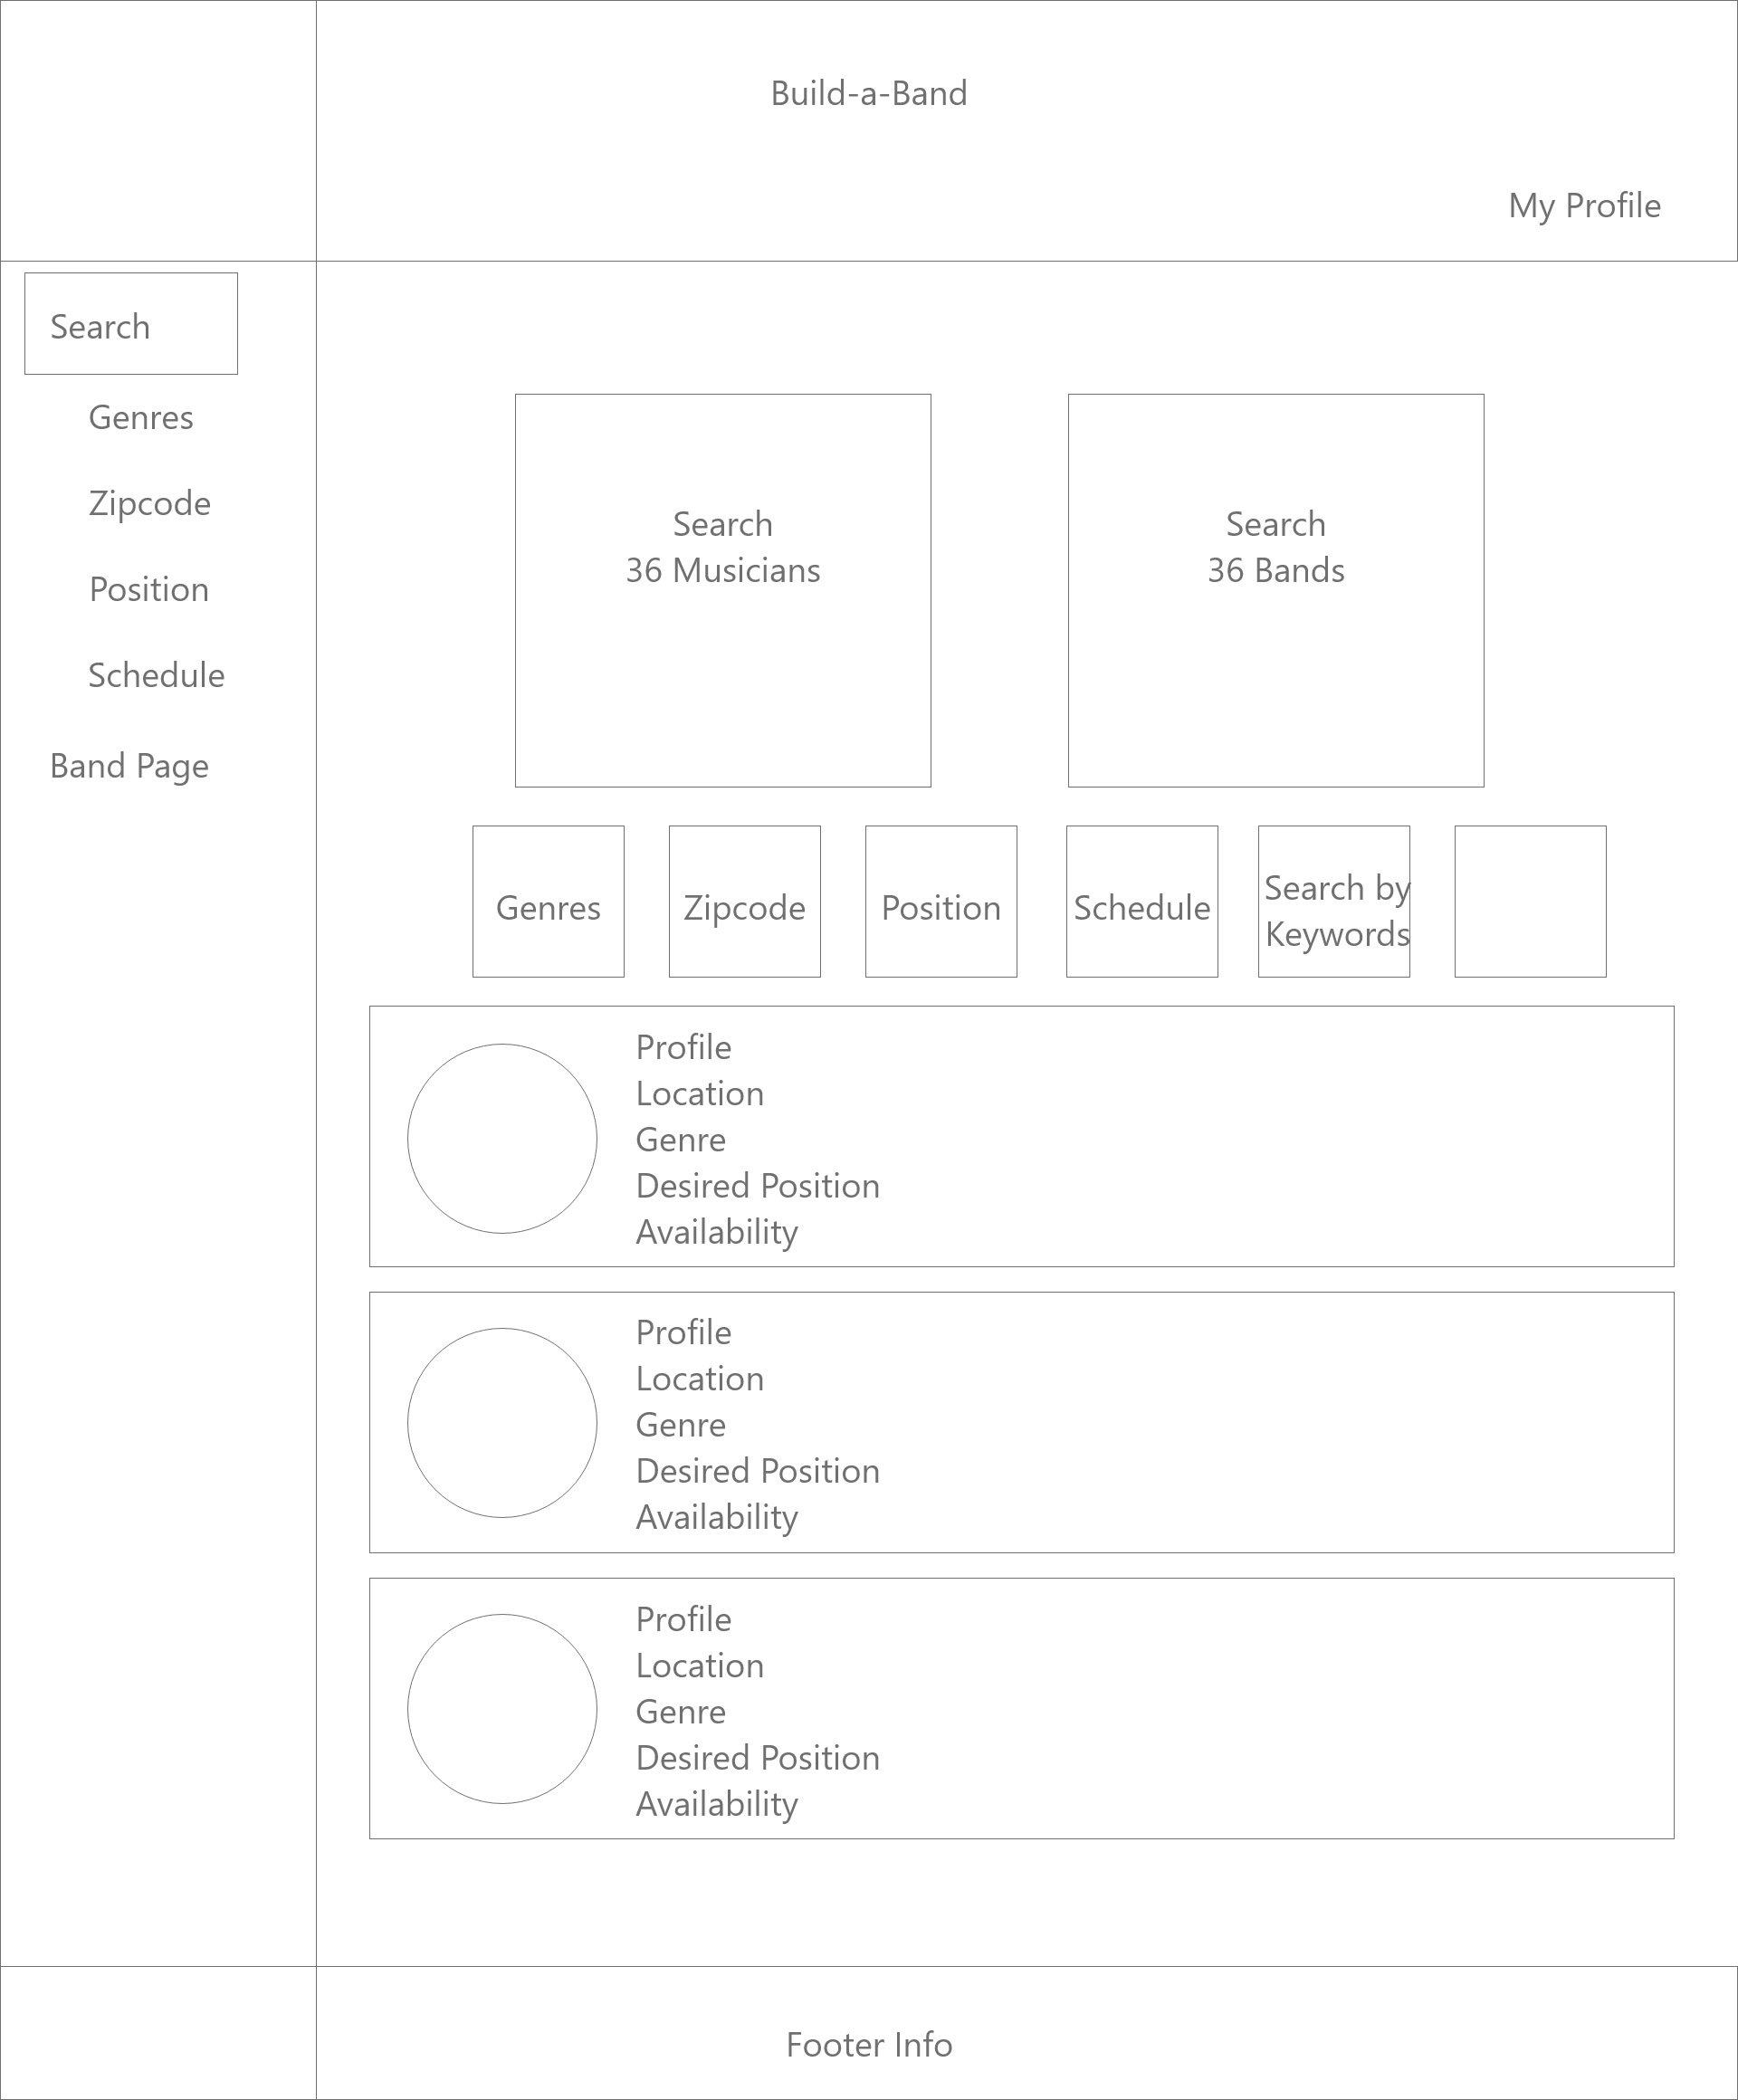 Build-a-Band
My Profile
Search
Genres
Zipcode
Position
Schedule
Band Page
Search
36 Musicians
Search
36 Bands
Genres
Zipcode
Position
Schedule
Search by
Keywords
Profile
Location
Genre
Desired Position
Availability
Profile
Location
Genre
Desired Position
Availability
Profile
Location
Genre
Desired Position
Availability
Footer Info